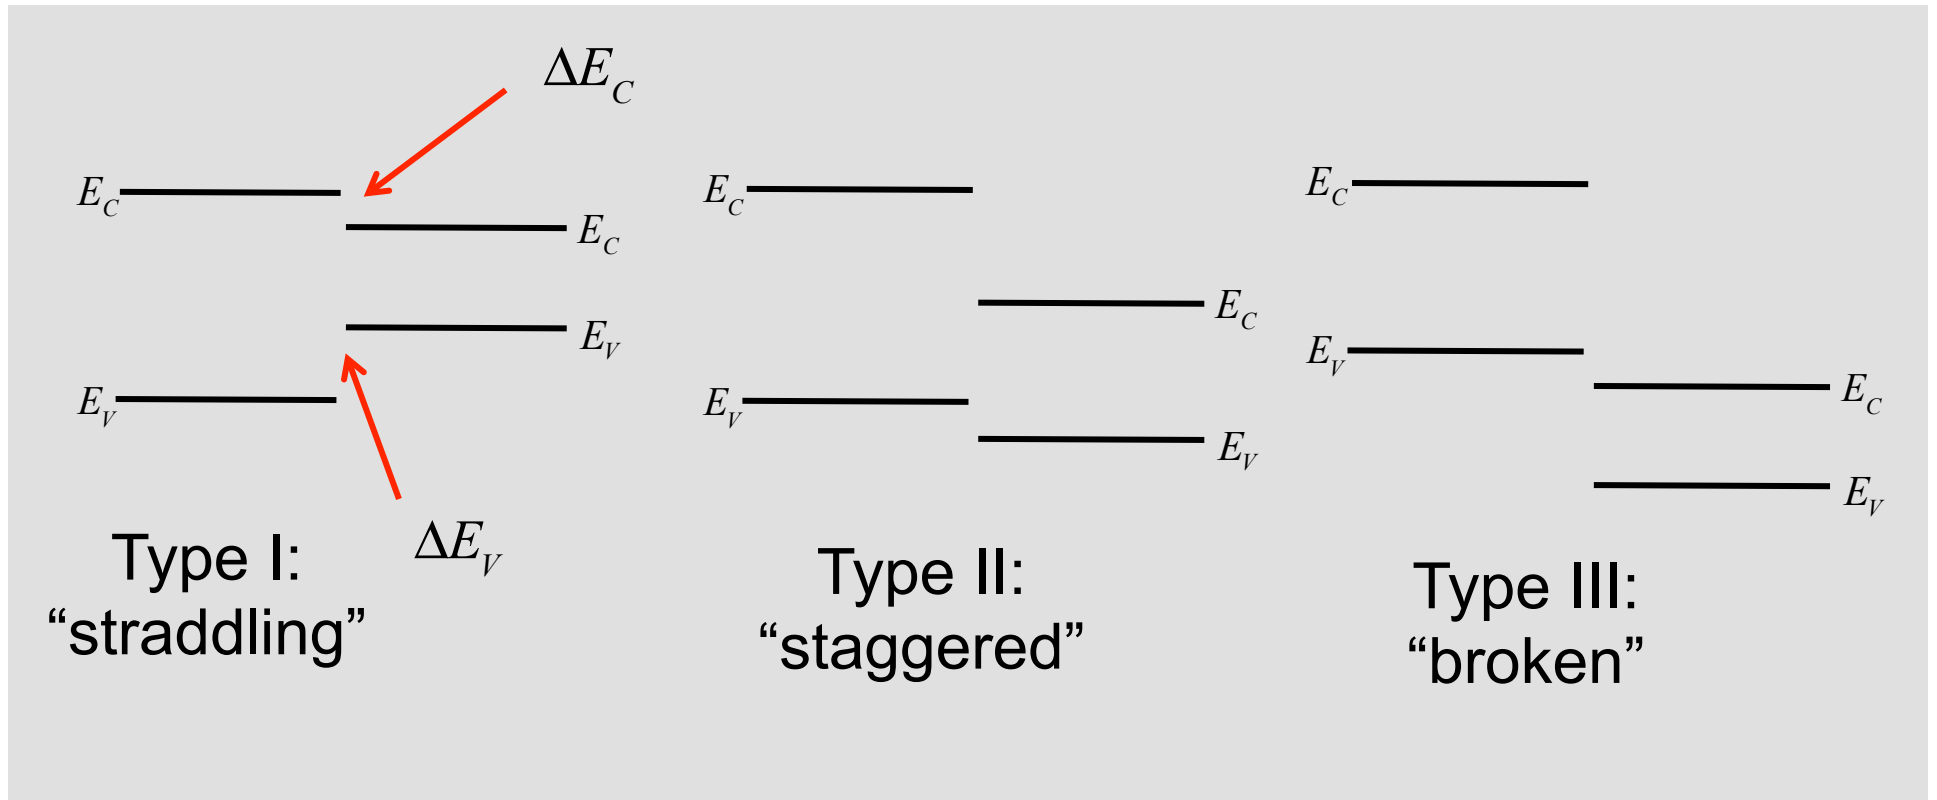 ΔE_C
E_C
E_C
E_V
E_V
ΔE_V
Type I:
“straddling”
E_C
E_C
E_V
E_V
Type II:
“staggered”
E_C
E_V
E_C
E_V
Type III:
“broken”